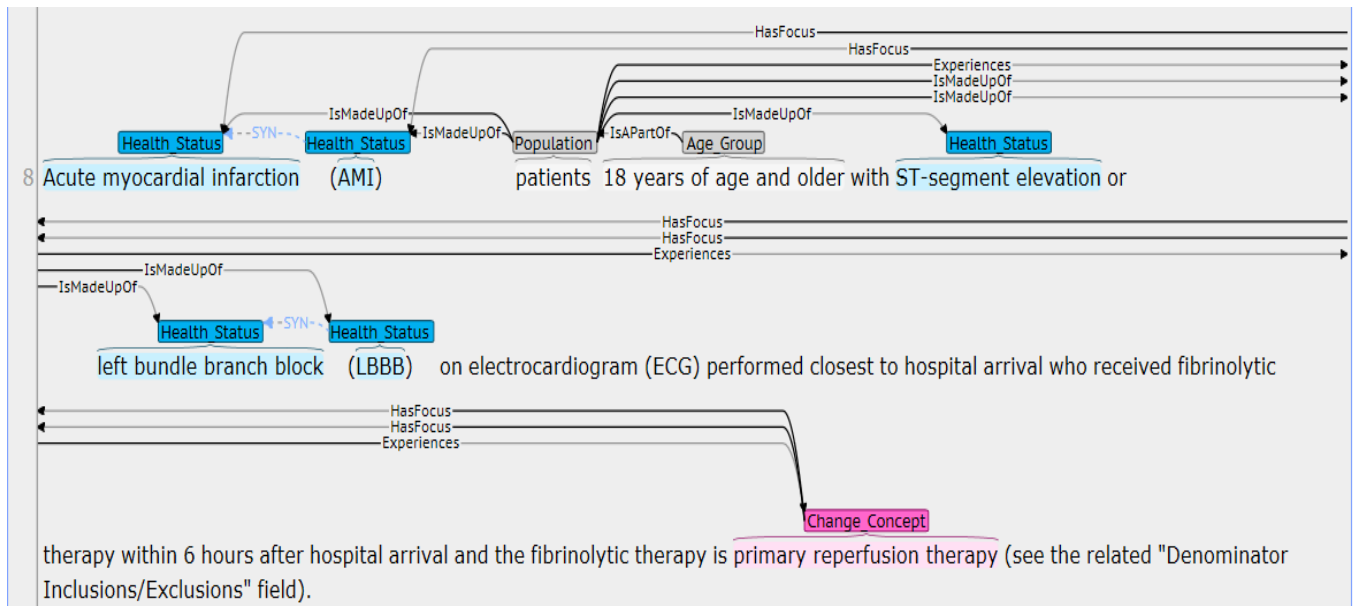 HasFocus
HasFocus
Experiences
IsMadeUpOf
IsMadeUpOf
IsMadeUpOf IsMadeUpOf
Health_Status SYN Health_Status IsMadeUpOf Population IsAPartOf Age_Group Health_Status
8 Acute myocardial infarction (AMI) patients 18 years of age and older with ST-segment elevation or
HasFocus
HasFocus
Experiences
IsMadeUpOf
IsMadeUpOf
Health_Status SYN Health_Status
left bundle branch block (LBBB) on electrocardiogram (ECG) performed closest to hospital arrival who received fibrinolytic
HasFocus
HasFocus
Experiences
Change_Concept
therapy within 6 hours after hospital arrival and the fibrinolytic therapy is primary reperfusion therapy (see the related "Denominator
Inclusions/Exclusions" field).